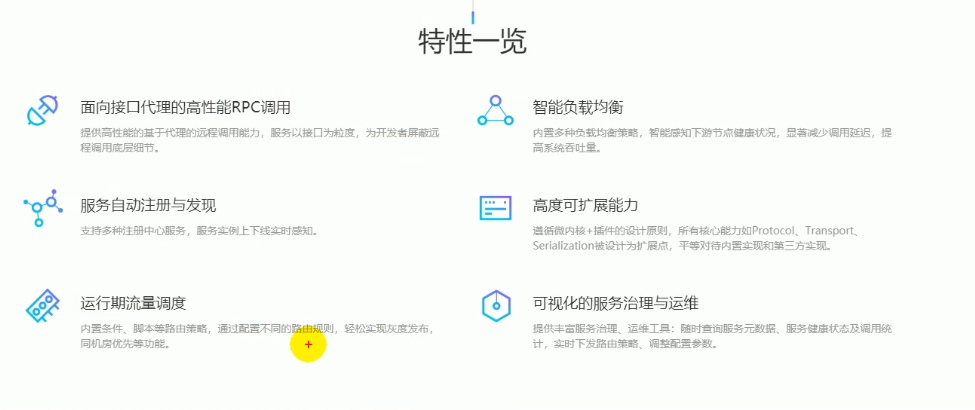 特性一览
面向接口代理的高性能RPC调用
提供高性能的基于代理的远程调用能力，服务以接口为粒度，为开发者屏蔽远
程调用底层细节。
智能负载均衡
内置多种负载均衡策略，智能感知下游节点健康状况，显著减少调用延迟，提
高系统吞吐量。
服务自动注册与发现
支持多种注册中心服务，服务实例上下线实时感知。
高度可扩展能力
遵循微内核+插件的设计原则，所有核心能力如Protocol、Transport、
Serialization被设计为扩展点，平等对待内置实现和第三方实现。
运行期流量调度
内置条件、脚本等路由策略，通过配置不同的路由规则，轻松实现灰度发布，
同机房优先等功能。
可视化的服务治理与运维
提供丰富服务治理、运维工具：随时查询服务元数据、服务健康状态及调用统
计，实时下发路由策略、调整配置参数。